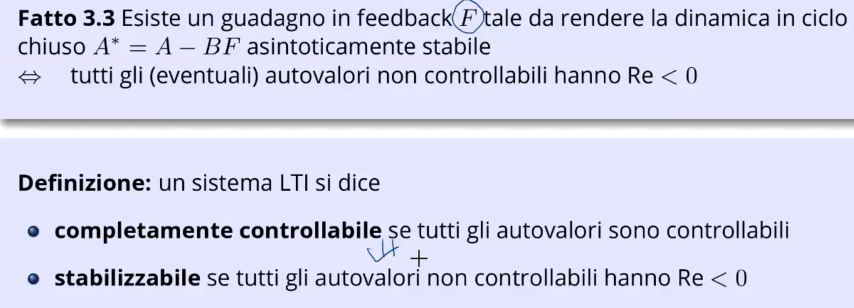 Fatto 3.3 Esiste un guadagno in feedback F tale da rendere la dinamica in ciclo
chiuso A* = A − BF asintoticamente stabile
⇔ tutti gli (eventuali) autovalori non controllabili hanno Re < 0
Definizione: un sistema LTI si dice
• completamente controllabile se tutti gli autovalori sono controllabili
• stabilizzabile se tutti gli autovalori non controllabili hanno Re < 0